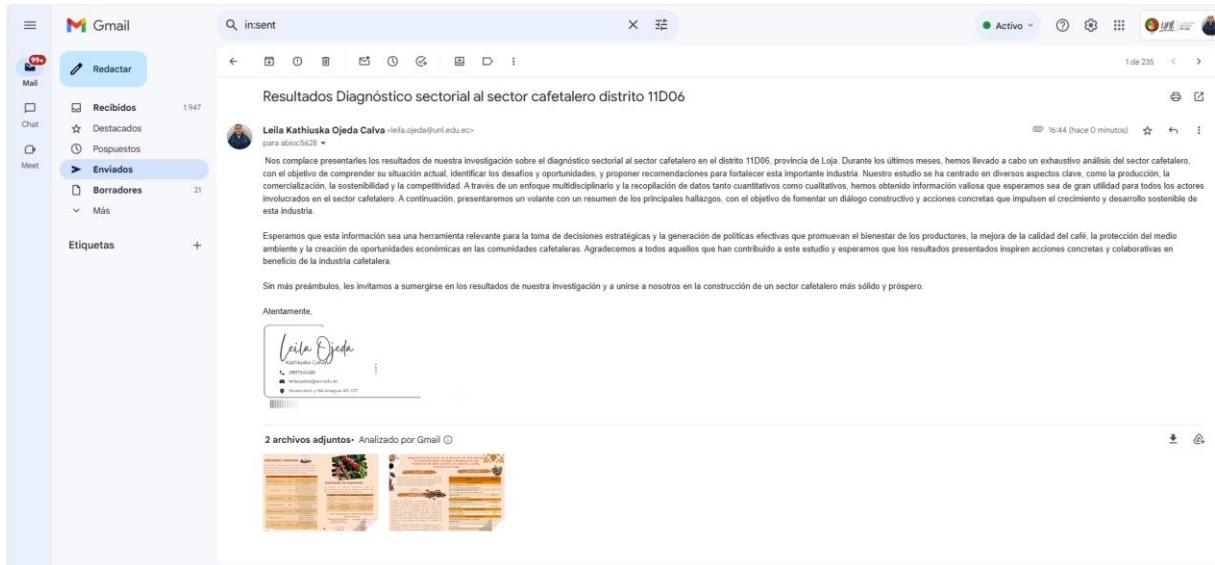 Gmail
in:sent
Activo
unl
99+
Mail
Redactar
1 de 235
Chat
Meet
Recibidos 1.947
Destacados
Pospuestos
Enviados
Borradores 21
Más
Etiquetas
Resultados Diagnóstico sectorial al sector cafetalero distrito 11D06
Leila Kathiuska Ojeda Calva <leila.ojeda@unl.edu.ec>
16:44 (hace 0 minutos)
para abioc5628
Nos complace presentarles los resultados de nuestra investigación sobre el diagnóstico sectorial al sector cafetalero en el distrito 11D06, provincia de Loja. Durante los últimos meses, hemos llevado a cabo un exhaustivo análisis del sector cafetalero,
con el objetivo de comprender su situación actual, identificar los desafíos y oportunidades, y proponer recomendaciones para fortalecer esta importante industria. Nuestro estudio se ha centrado en diversos aspectos clave, como la producción, la
comercialización, la sostenibilidad y la competitividad. A través de un enfoque multidisciplinario y la recopilación de datos tanto cuantitativos como cualitativos, hemos obtenido información valiosa que esperamos sea de gran utilidad para todos los actores
involucrados en el sector cafetalero. A continuación, presentaremos un volante con un resumen de los principales hallazgos, con el objetivo de fomentar un diálogo constructivo y acciones concretas que impulsen el crecimiento y desarrollo sostenible de
esta industria.
Esperamos que esta información sea una herramienta relevante para la toma de decisiones estratégicas y la generación de políticas efectivas que promuevan el bienestar de los productores, la mejora de la calidad del café, la protección del medio
ambiente y la creación de oportunidades económicas en las comunidades cafetaleras. Agradecemos a todos aquellos que han contribuido a este estudio y esperamos que los resultados presentados inspiren acciones concretas y colaborativas en
beneficio de la industria cafetalera.
Sin más preámbulos, les invitamos a sumergirse en los resultados de nuestra investigación y a unirse a nosotros en la construcción de un sector cafetalero más sólido y próspero.
Atentamente,
Leila Ojeda
Kathiuska Calva
2 archivos adjuntos • Analizado por Gmail